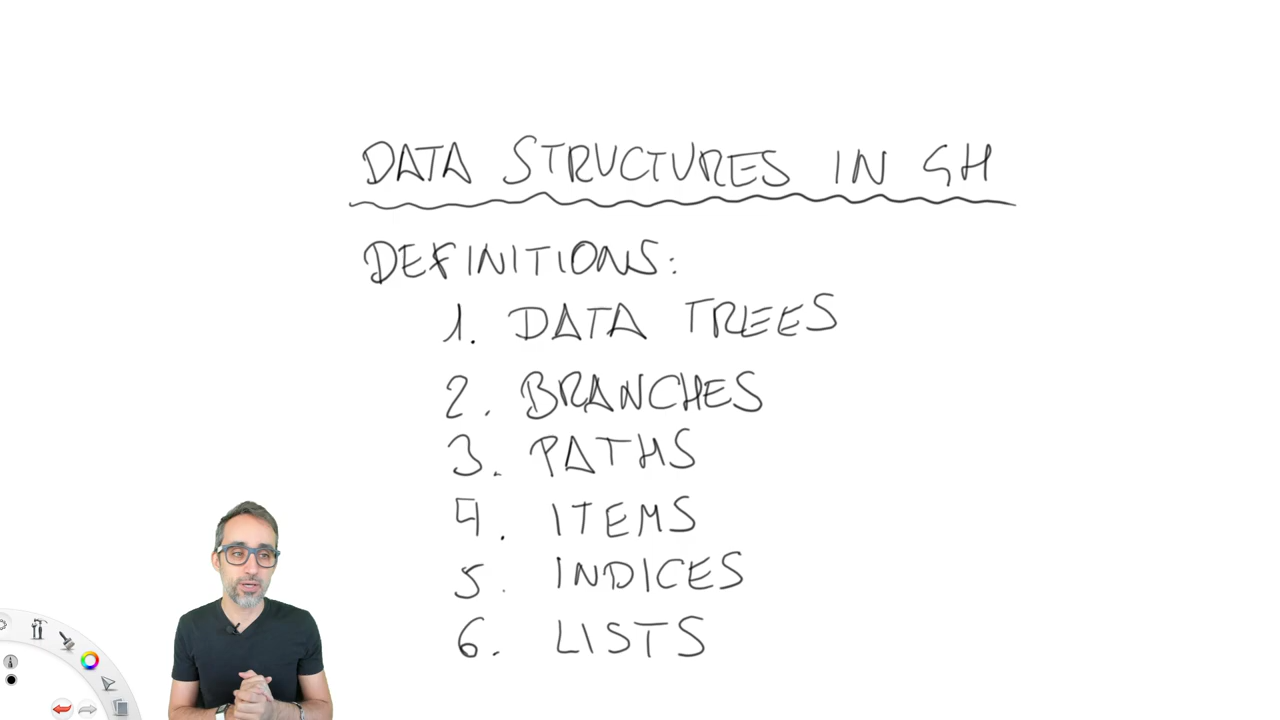 DATA STRUCTURES IN GH
DEFINITIONS:
1. DATA TREES
2. BRANCHES
3. PATHS
4. ITEMS
5. INDICES
6. LISTS